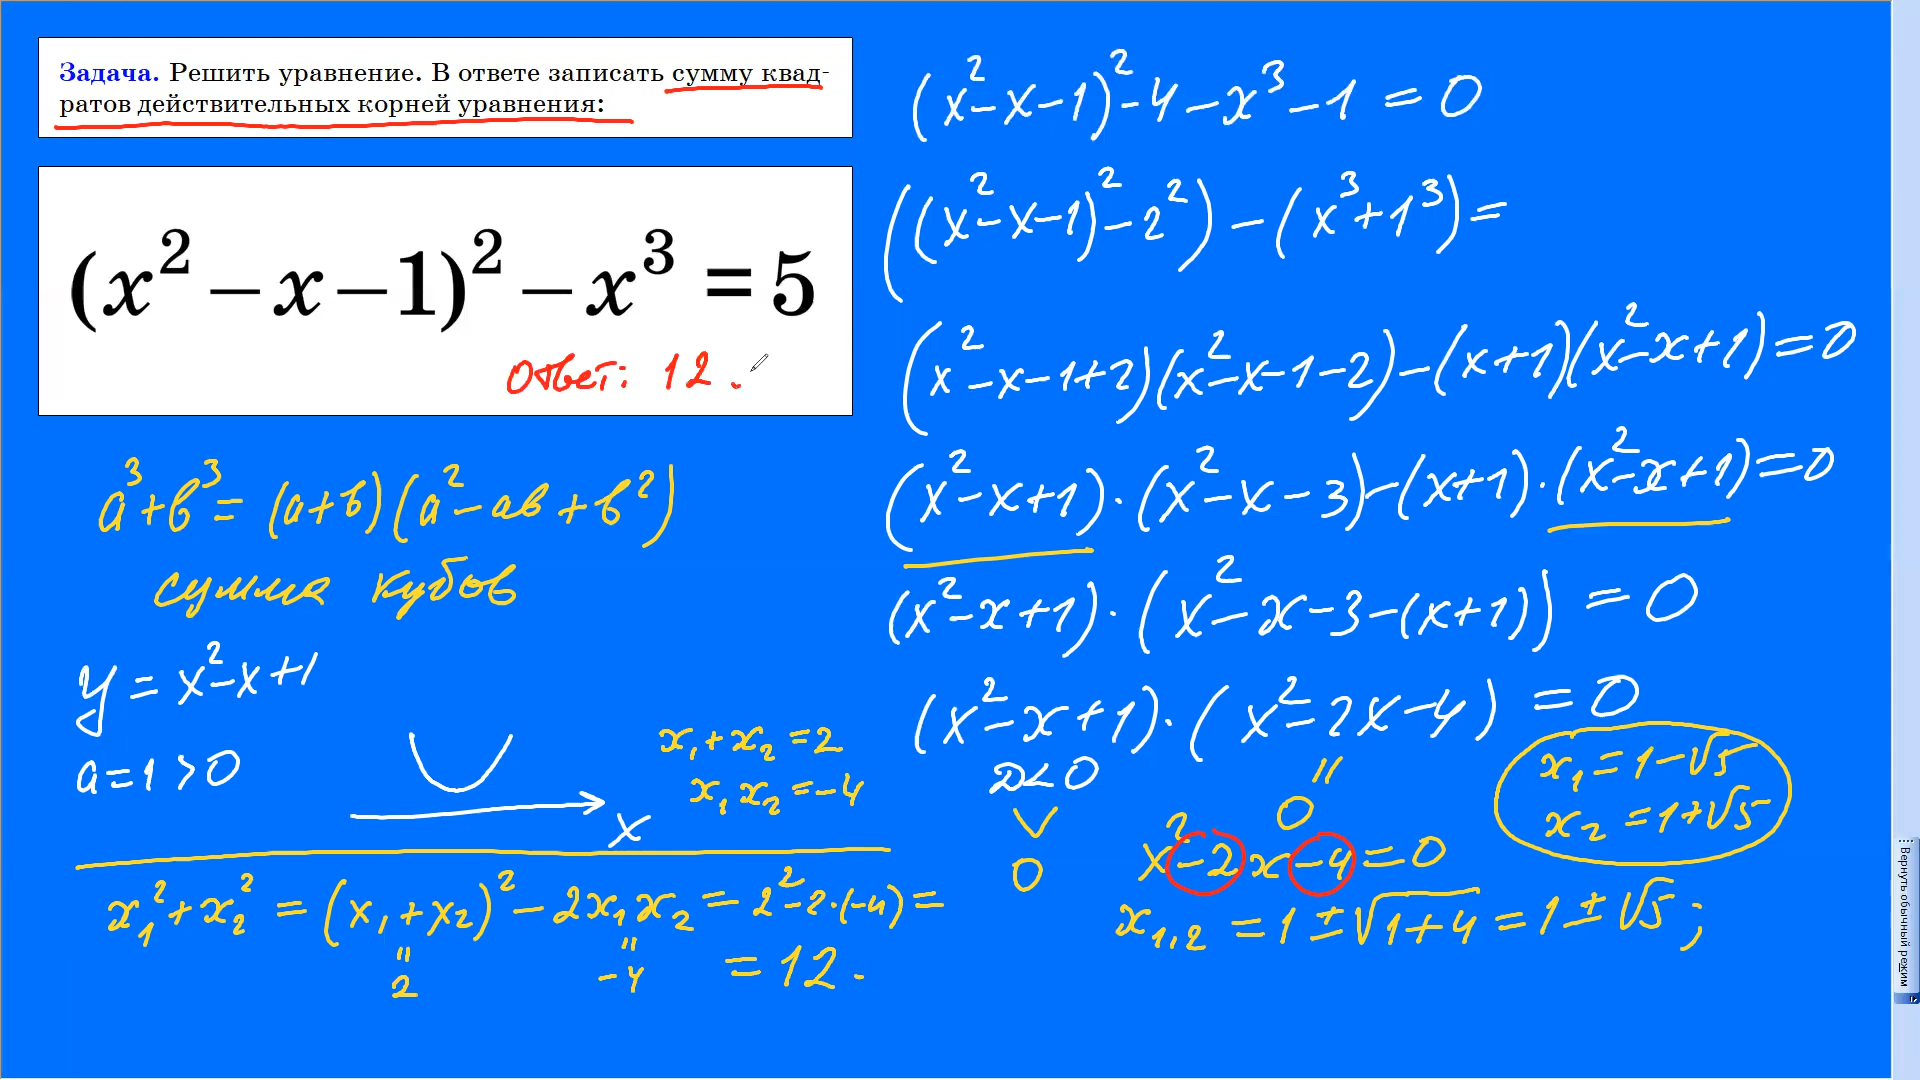 Задача. Решить уравнение. В ответе записать сумму квад-
ратов действительных корней уравнения:
(x² − x − 1)² − x³ = 5
Ответ: 12.
a³+b³= (a+b)(a²−ab+b²)
сумма кубов
y = x²−x+1
a=1>0
x
x₁+x₂=2
x₁x₂=−4
x₁²+x₂² = (x₁+x₂)² − 2x₁x₂ = 2²−2·(−4) =
" "
2 −4
= 12.
(x²−x−1)²−4−x³−1 = 0
((x²−x−1)²−2²) − (x³+1³) =
(x²−x−1+2)(x²−x−1−2)−(x+1)(x²−x+1)=0
(x²−x+1)·(x²−x−3)−(x+1)·(x²−x+1)=0
(x²−x+1)·(x²−x−3−(x+1)) = 0
(x²−x+1)·(x²−2x−4) = 0
D<0
V
0
"
0
x₁=1−√5
x₂=1+√5
x²−2x−4=0
x₁,₂ = 1±√1+4 = 1±√5;
Вернуть обычный режим